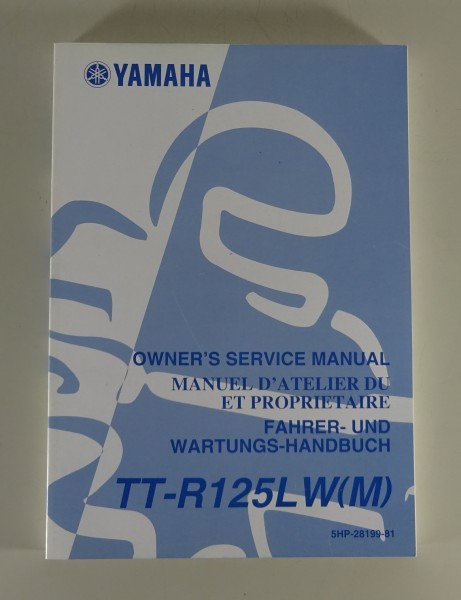 YAMAHA
OWNER'S SERVICE MANUAL
MANUEL D'ATELIER DU
ET PROPRIETAIRE
FAHRER- UND
WARTUNGS-HANDBUCH
TT-R125LW(M)
5HP-28199-81